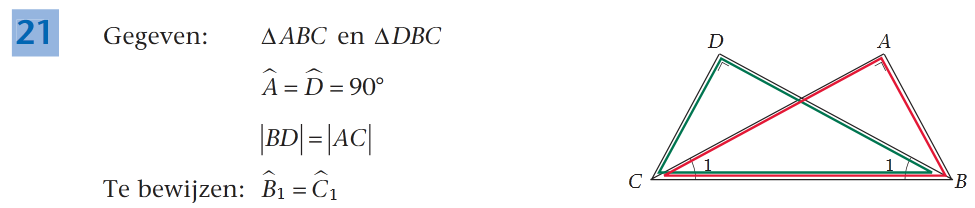 21 Gegeven: ΔABC en ΔDBC
Â = D̂ = 90°
|BD| = |AC|
Te bewijzen: B̂₁ = Ĉ₁
D A
1 1
C B